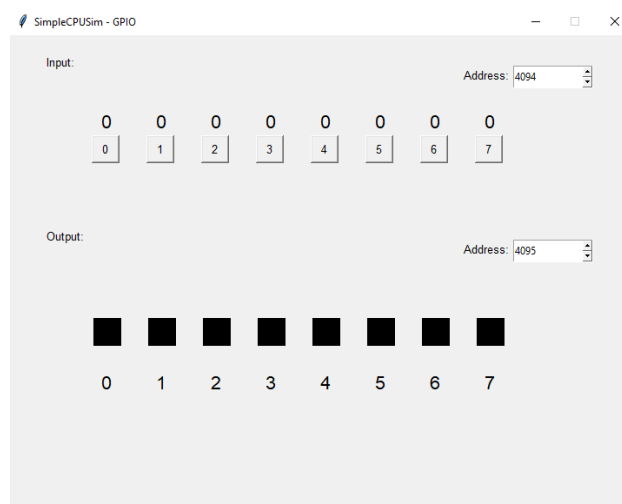 SimpleCPUSim - GPIO
Input:
Address: 4094
0 0 0 0 0 0 0 0
0 1 2 3 4 5 6 7
Output:
Address: 4095
0 1 2 3 4 5 6 7